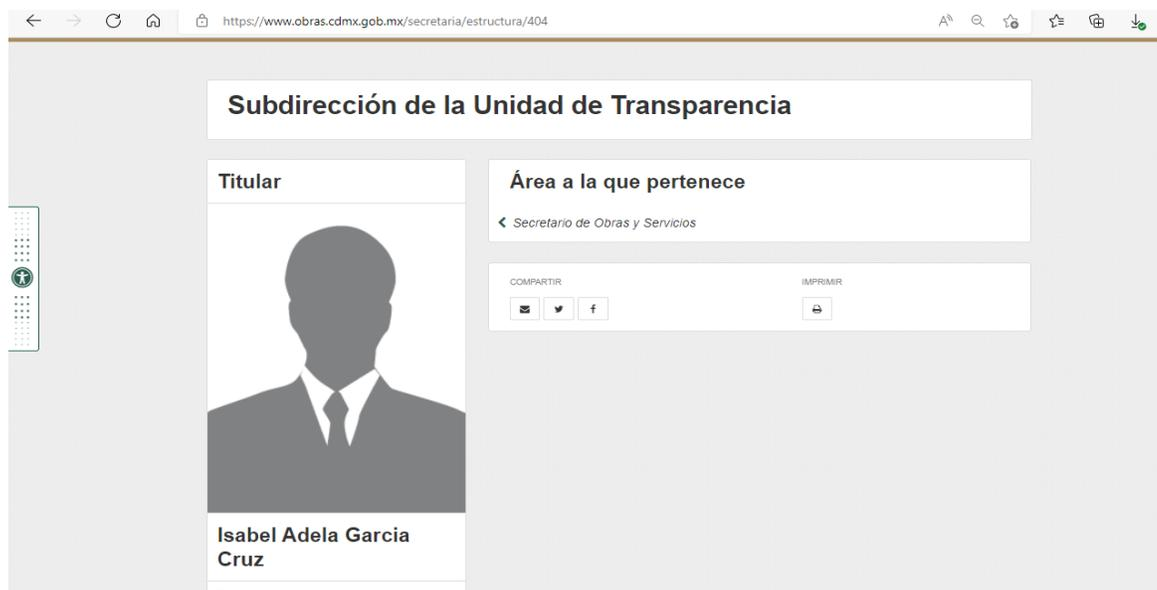 https://www.obras.cdmx.gob.mx/secretaria/estructura/404
Subdirección de la Unidad de Transparencia
Titular
Área a la que pertenece
Secretario de Obras y Servicios
COMPARTIR
IMPRIMIR
Isabel Adela Garcia
Cruz